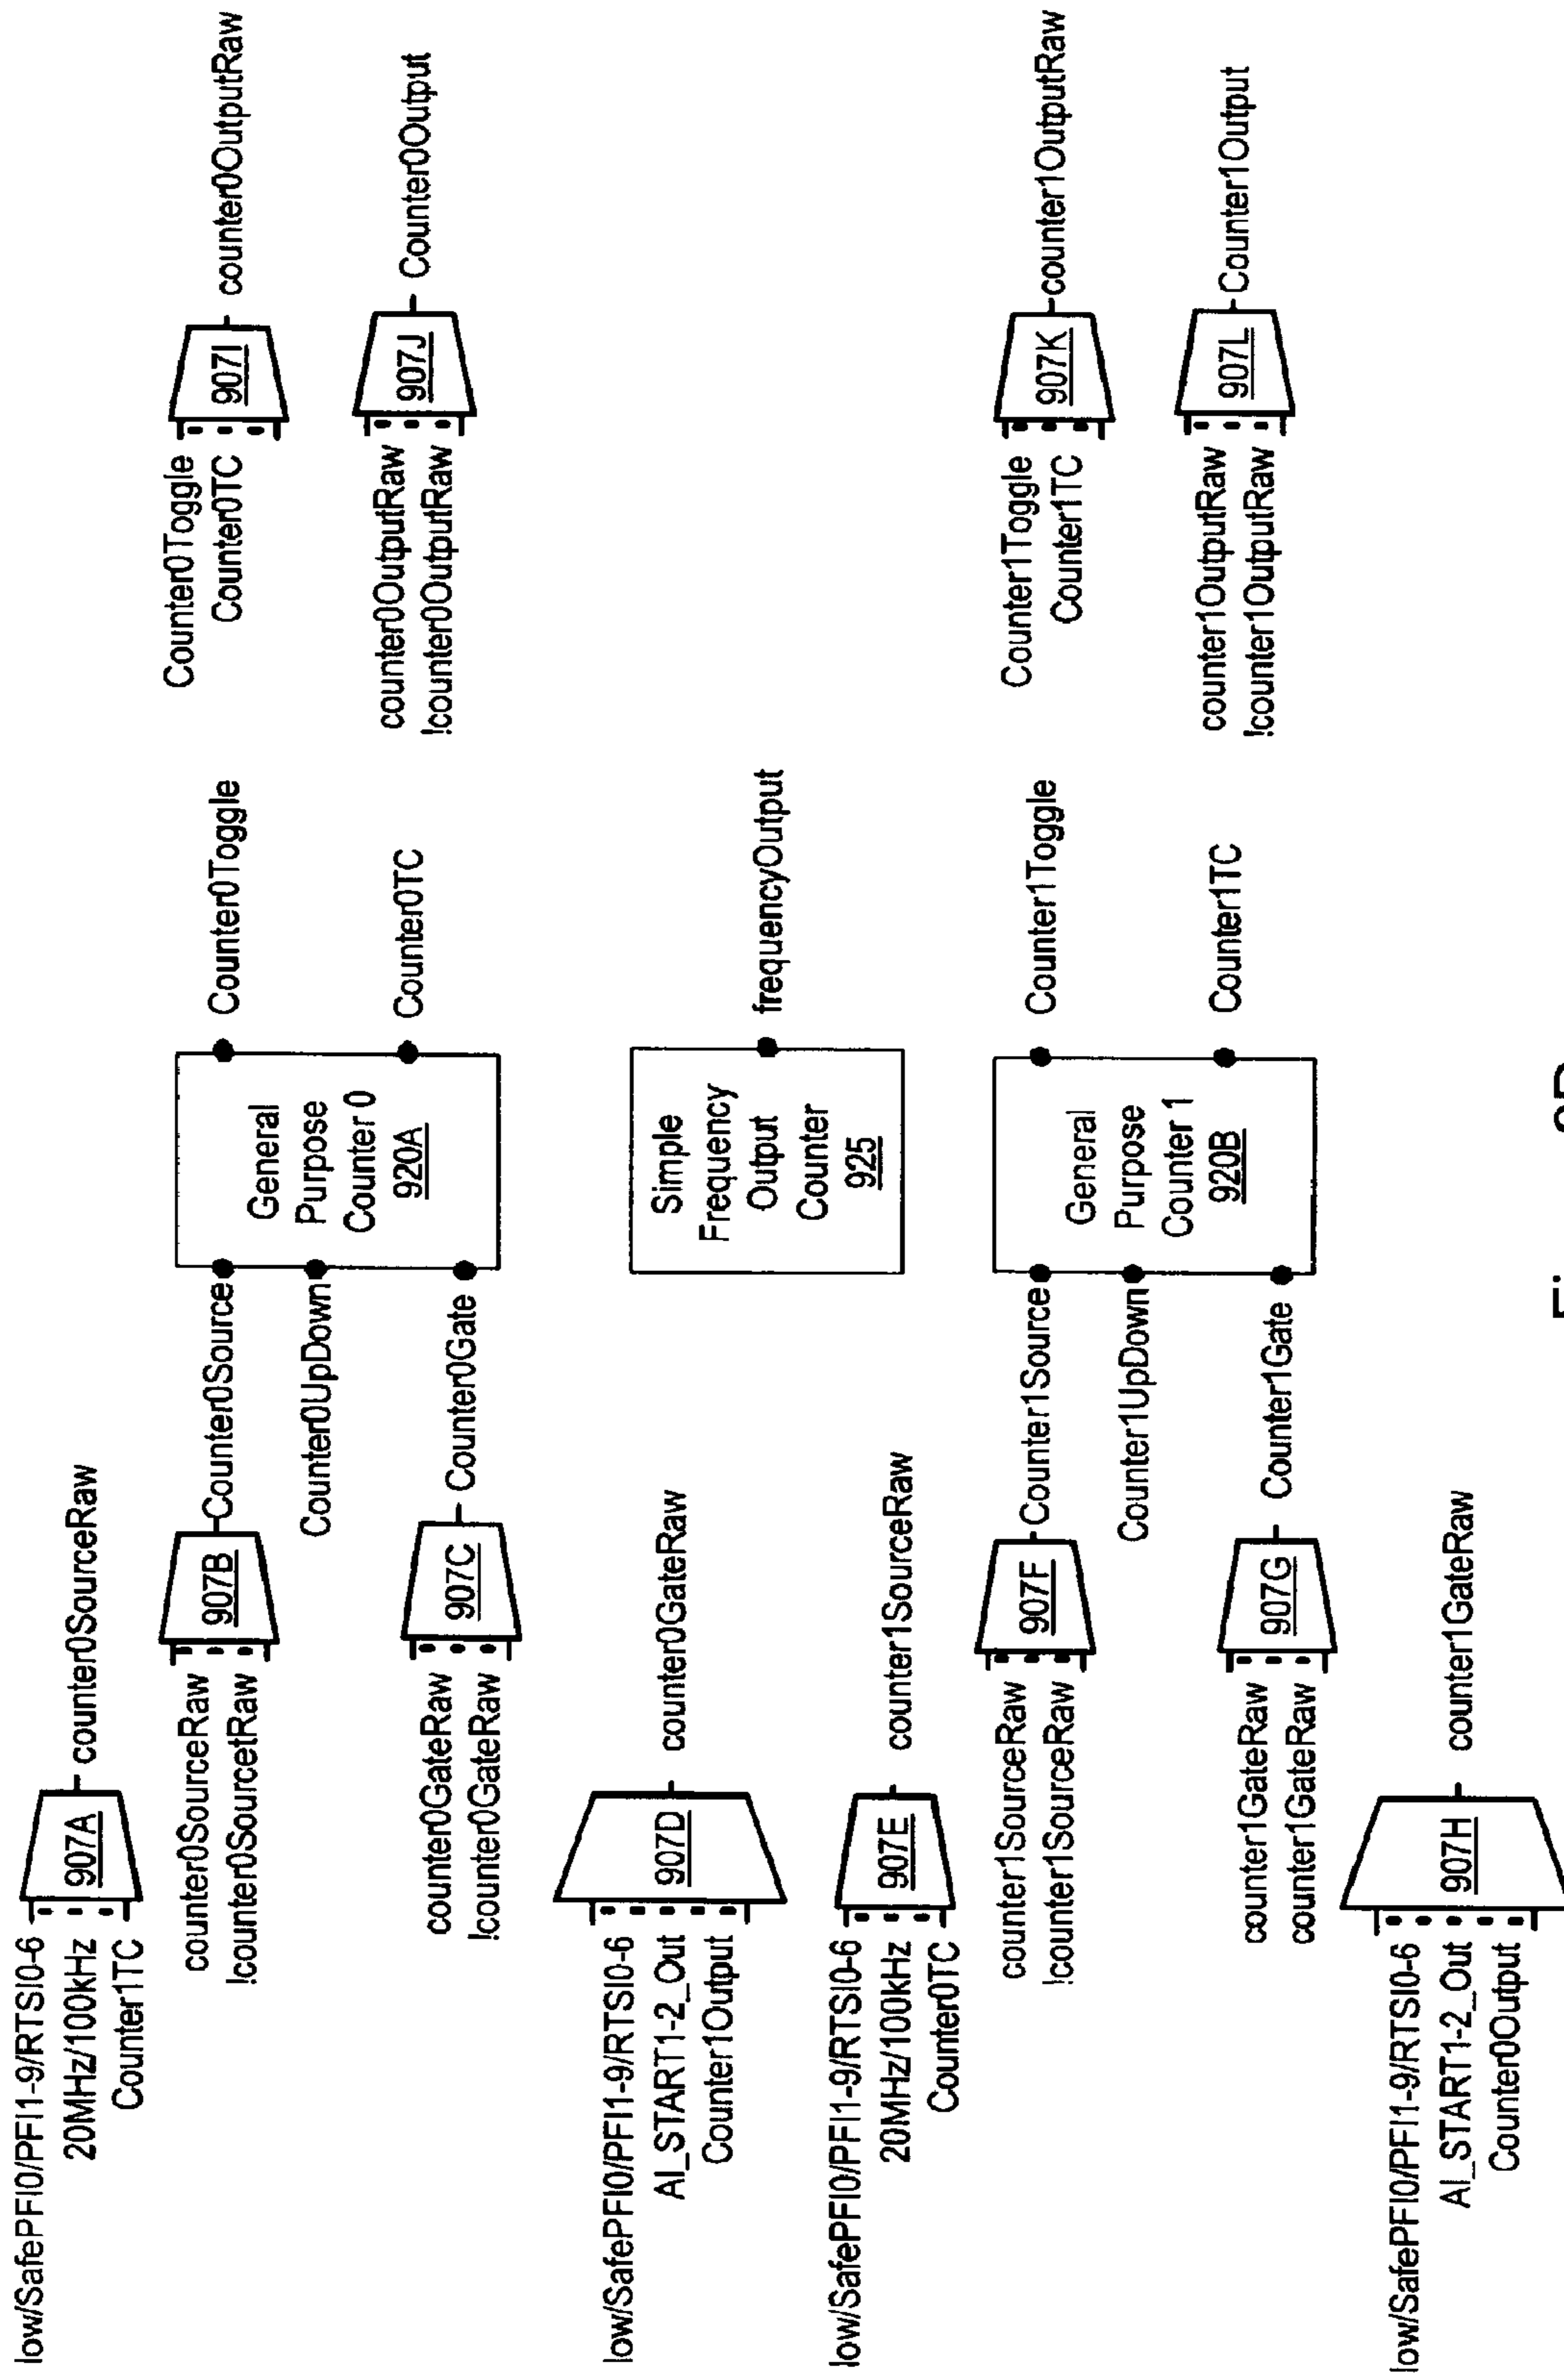 low/SafePFI0/PFI1-9/RTSI0-6
20MHz/100kHz
Counter1TC
907A
counter0SourceRaw
counter0SourceRaw
!counter0SourcetRaw
907B
Counter0Source
Counter0UpDown
counter0GateRaw
!counter0GateRaw
907C
Counter0Gate
General
Purpose
Counter 0
920A
Counter0Toggle
Counter0TC
Counter0Toggle
Counter0TC
907I
counter0OutputRaw
counter0OutputRaw
!counter0OutputRaw
907J
Counter0Output
low/SafePFI0/PFI1-9/RTSI0-6
AI_START1-2_Out
Counter1Output
907D
counter0GateRaw
Simple
Frequency
Output
Counter
925
frequencyOutput
low/SafePFI0/PFI1-9/RTSI0-6
20MHz/100kHz
Counter0TC
907E
counter1SourceRaw
counter1SourceRaw
!counter1SourceRaw
907F
Counter1Source
Counter1UpDown
counter1GateRaw
counter1GateRaw
907G
Counter1Gate
General
Purpose
Counter 1
920B
Counter1Toggle
Counter1TC
Counter1Toggle
Counter1TC
907K
counter1OutputRaw
counter1OutputRaw
!counter1OutputRaw
907L
Counter1Output
low/SafePFI0/PFI1-9/RTSI0-6
AI_START1-2_Out
Counter0Output
907H
counter1GateRaw